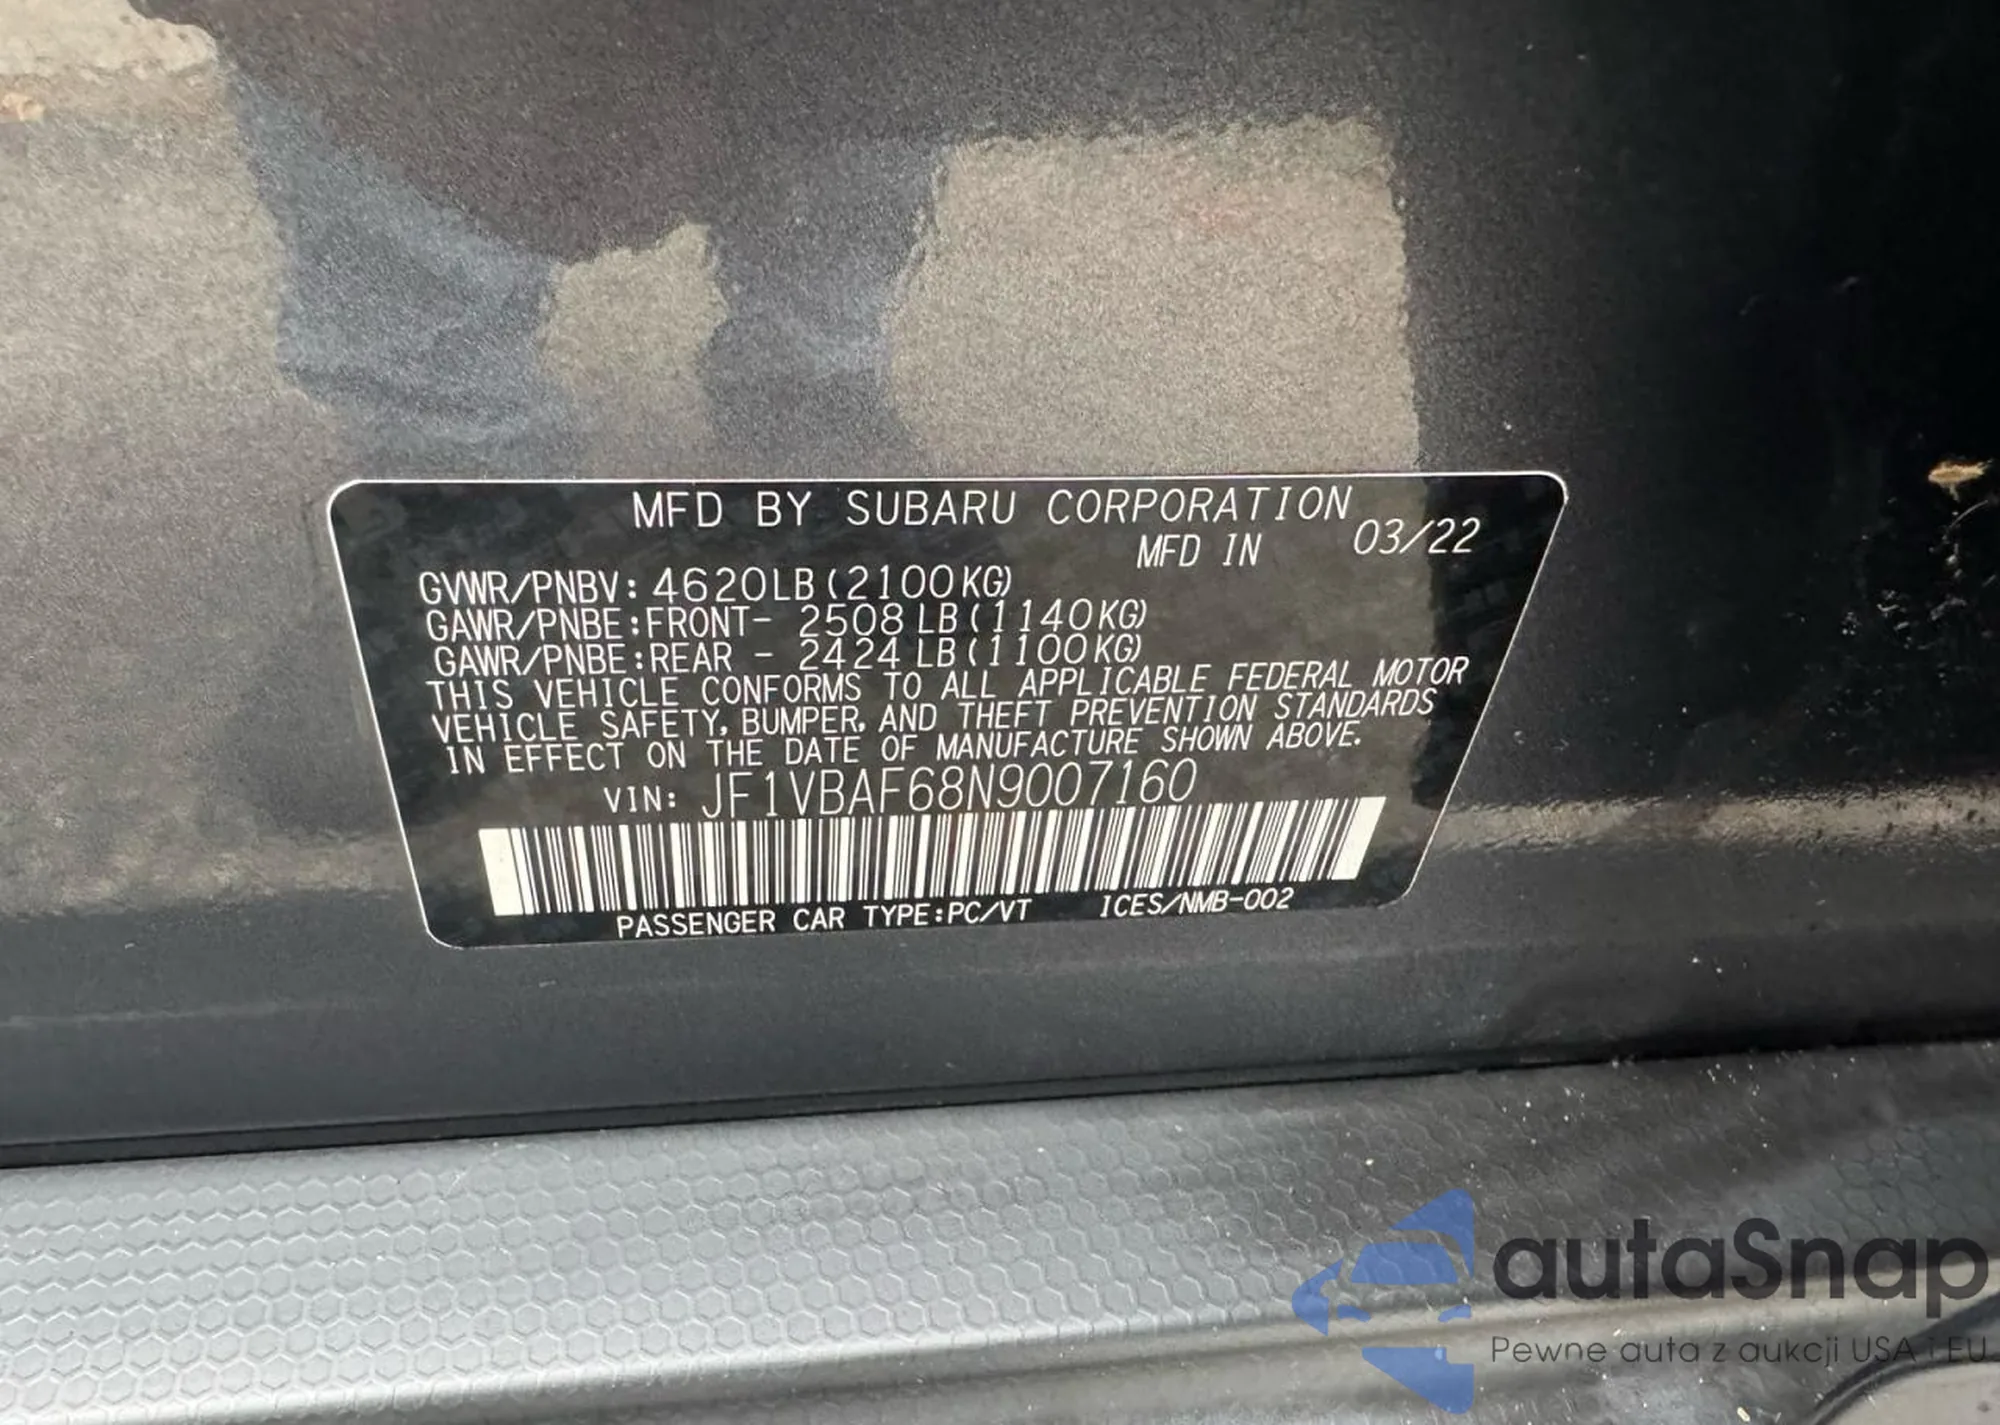 MFD BY SUBARU CORPORATION
MFD IN 03/22
GVWR/PNBV: 4620LB (2100KG)
GAWR/PNBE:FRONT- 2508 LB (1140KG)
GAWR/PNBE:REAR - 2424 LB (1100KG)
THIS VEHICLE CONFORMS TO ALL APPLICABLE FEDERAL MOTOR
VEHICLE SAFETY, BUMPER, AND THEFT PREVENTION STANDARDS
IN EFFECT ON THE DATE OF MANUFACTURE SHOWN ABOVE.
VIN: JF1VBAF68N9007160
PASSENGER CAR TYPE:PC/VT ICES/NMB-002
autaSnap
Pewne auta z aukcji USA i EU